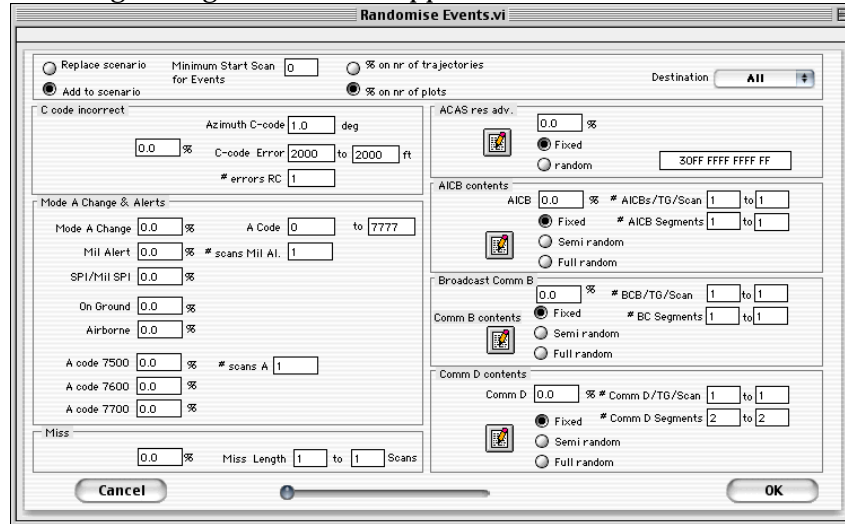 Randomise Events.vi
Replace scenario
Add to scenario
Minimum Start Scan 0
for Events
% on nr of trajectories
% on nr of plots
Destination All
C code incorrect
0.0 %
Azimuth C-code 1.0 deg
C-code Error 2000 to 2000 ft
# errors RC 1
Mode A Change & Alerts
Mode A Change 0.0 % A Code 0 to 7777
Mil Alert 0.0 % # scans Mil Al. 1
SPI/Mil SPI 0.0 %
On Ground 0.0 %
Airborne 0.0 %
A code 7500 0.0 % # scans A 1
A code 7600 0.0 %
A code 7700 0.0 %
Miss
0.0 % Miss Length 1 to 1 Scans
ACAS res adv.
0.0 %
Fixed
random
30FF FFFF FFFF FF
AICB contents
AICB 0.0 % # AICBs/TG/Scan 1 to 1
Fixed # AICB Segments 1 to 1
Semi random
Full random
Broadcast Comm B
0.0 % # BCB/TG/Scan 1 to 1
Comm B contents Fixed # BC Segments 1 to 1
Semi random
Full random
Comm D contents
Comm D 0.0 % # Comm D/TG/Scan 1 to 1
Fixed # Comm D Segments 2 to 2
Semi random
Full random
Cancel
OK